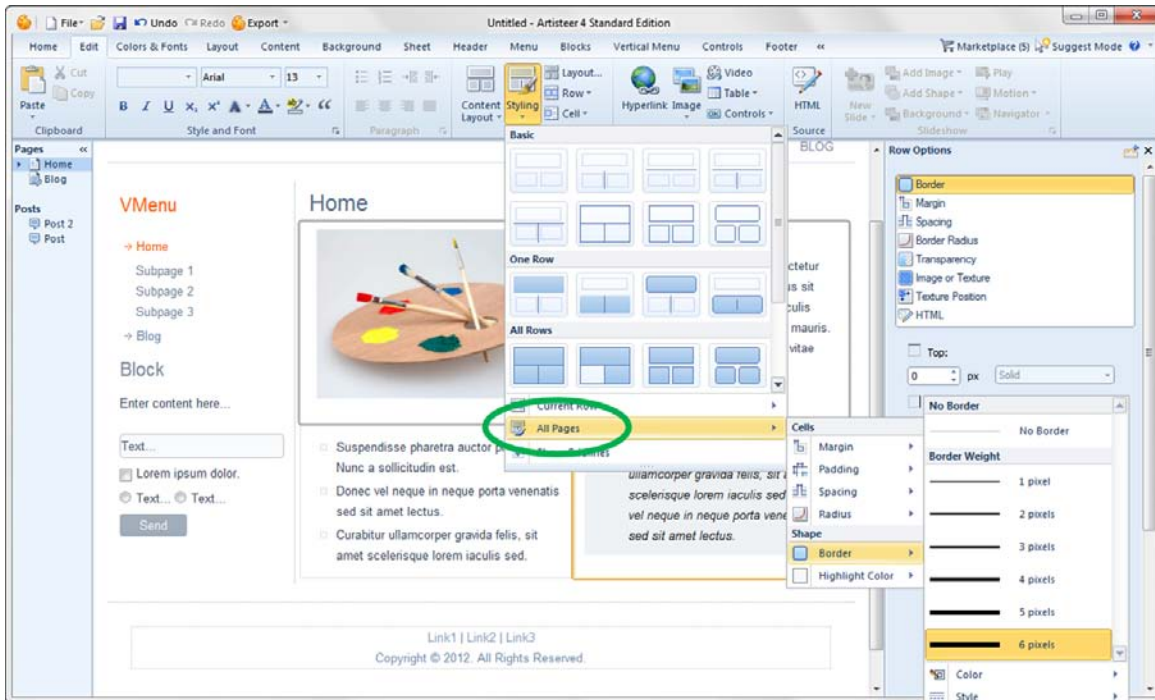 File
Undo
Redo
Export
Untitled - Artisteer 4 Standard Edition
Home Edit Colors & Fonts Layout Content Background Sheet Header Menu Blocks Vertical Menu Controls Footer
Marketplace (5) Suggest Mode
Paste
Cut
Copy
Clipboard
Arial 13
B I U
Style and Font
Paragraph
Content Layout
Styling
Layout...
Row
Cell
Hyperlink
Image
Video
Table
Controls
HTML
Source
New Slide
Add Image
Add Shape
Background
Play
Motion
Navigator
Slideshow
Pages
Home
Blog
Posts
Post 2
Post
VMenu
Home
Subpage 1
Subpage 2
Subpage 3
Blog
Block
Enter content here...
Text...
Lorem ipsum dolor.
Text... Text...
Send
Home
BLOG
Suspendisse pharetra auctor
Nunc a sollicitudin est.
Donec vel neque in neque porta venenatis
sed sit amet lectus.
Curabitur ullamcorper gravida felis, sit
amet scelerisque lorem iaculis sed.
ctetur
us sit
culis
mauris.
vitae
ullamcorper gravida felis, sit
scelerisque lorem iaculis sed
vel neque in neque porta vene
sed sit amet lectus.
Link1 | Link2 | Link3
Copyright © 2012. All Rights Reserved.
Basic
One Row
All Rows
Current Row
All Pages
Cells
Margin
Padding
Spacing
Radius
Shape
Border
Highlight Color
No Border
No Border
Border Weight
1 pixel
2 pixels
3 pixels
4 pixels
5 pixels
6 pixels
Color
Style
Row Options
Border
Margin
Spacing
Border Radius
Transparency
Image or Texture
Texture Position
HTML
Top:
0 px Solid